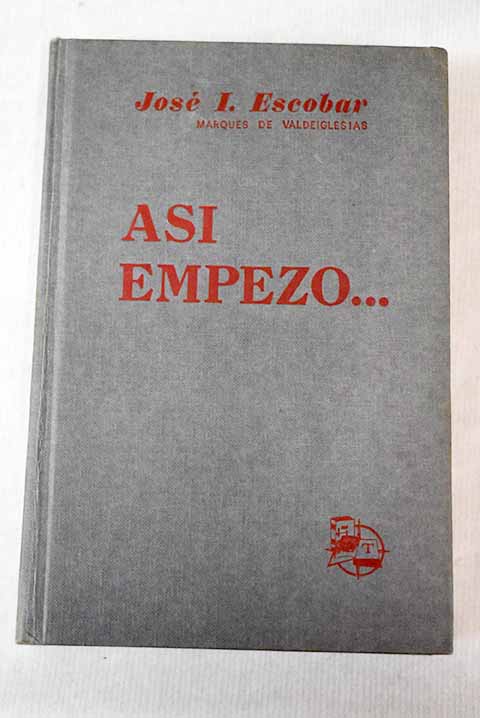 José I. Escobar
MARQUES DE VALDEIGLESIAS
ASI
EMPEZO...
T